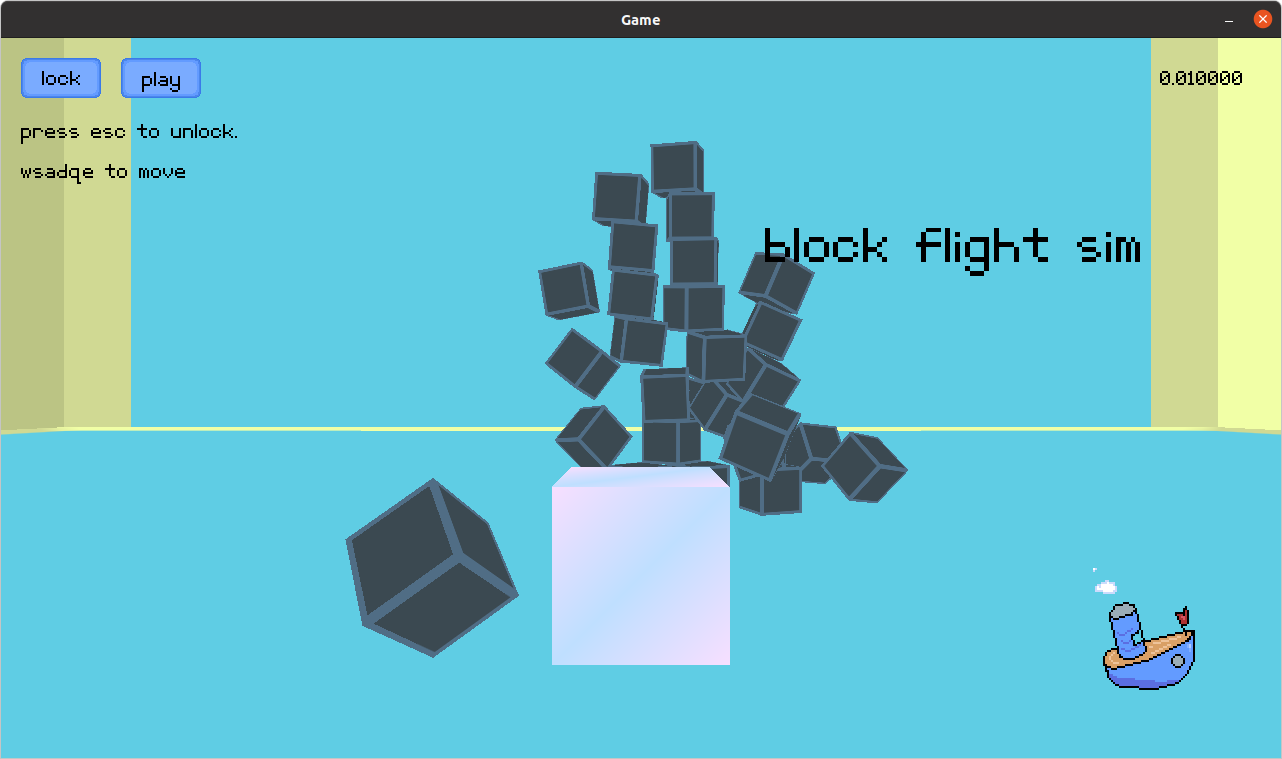 Game
lock
play
0.010000
press esc to unlock.
wsadqe to move
block flight sim